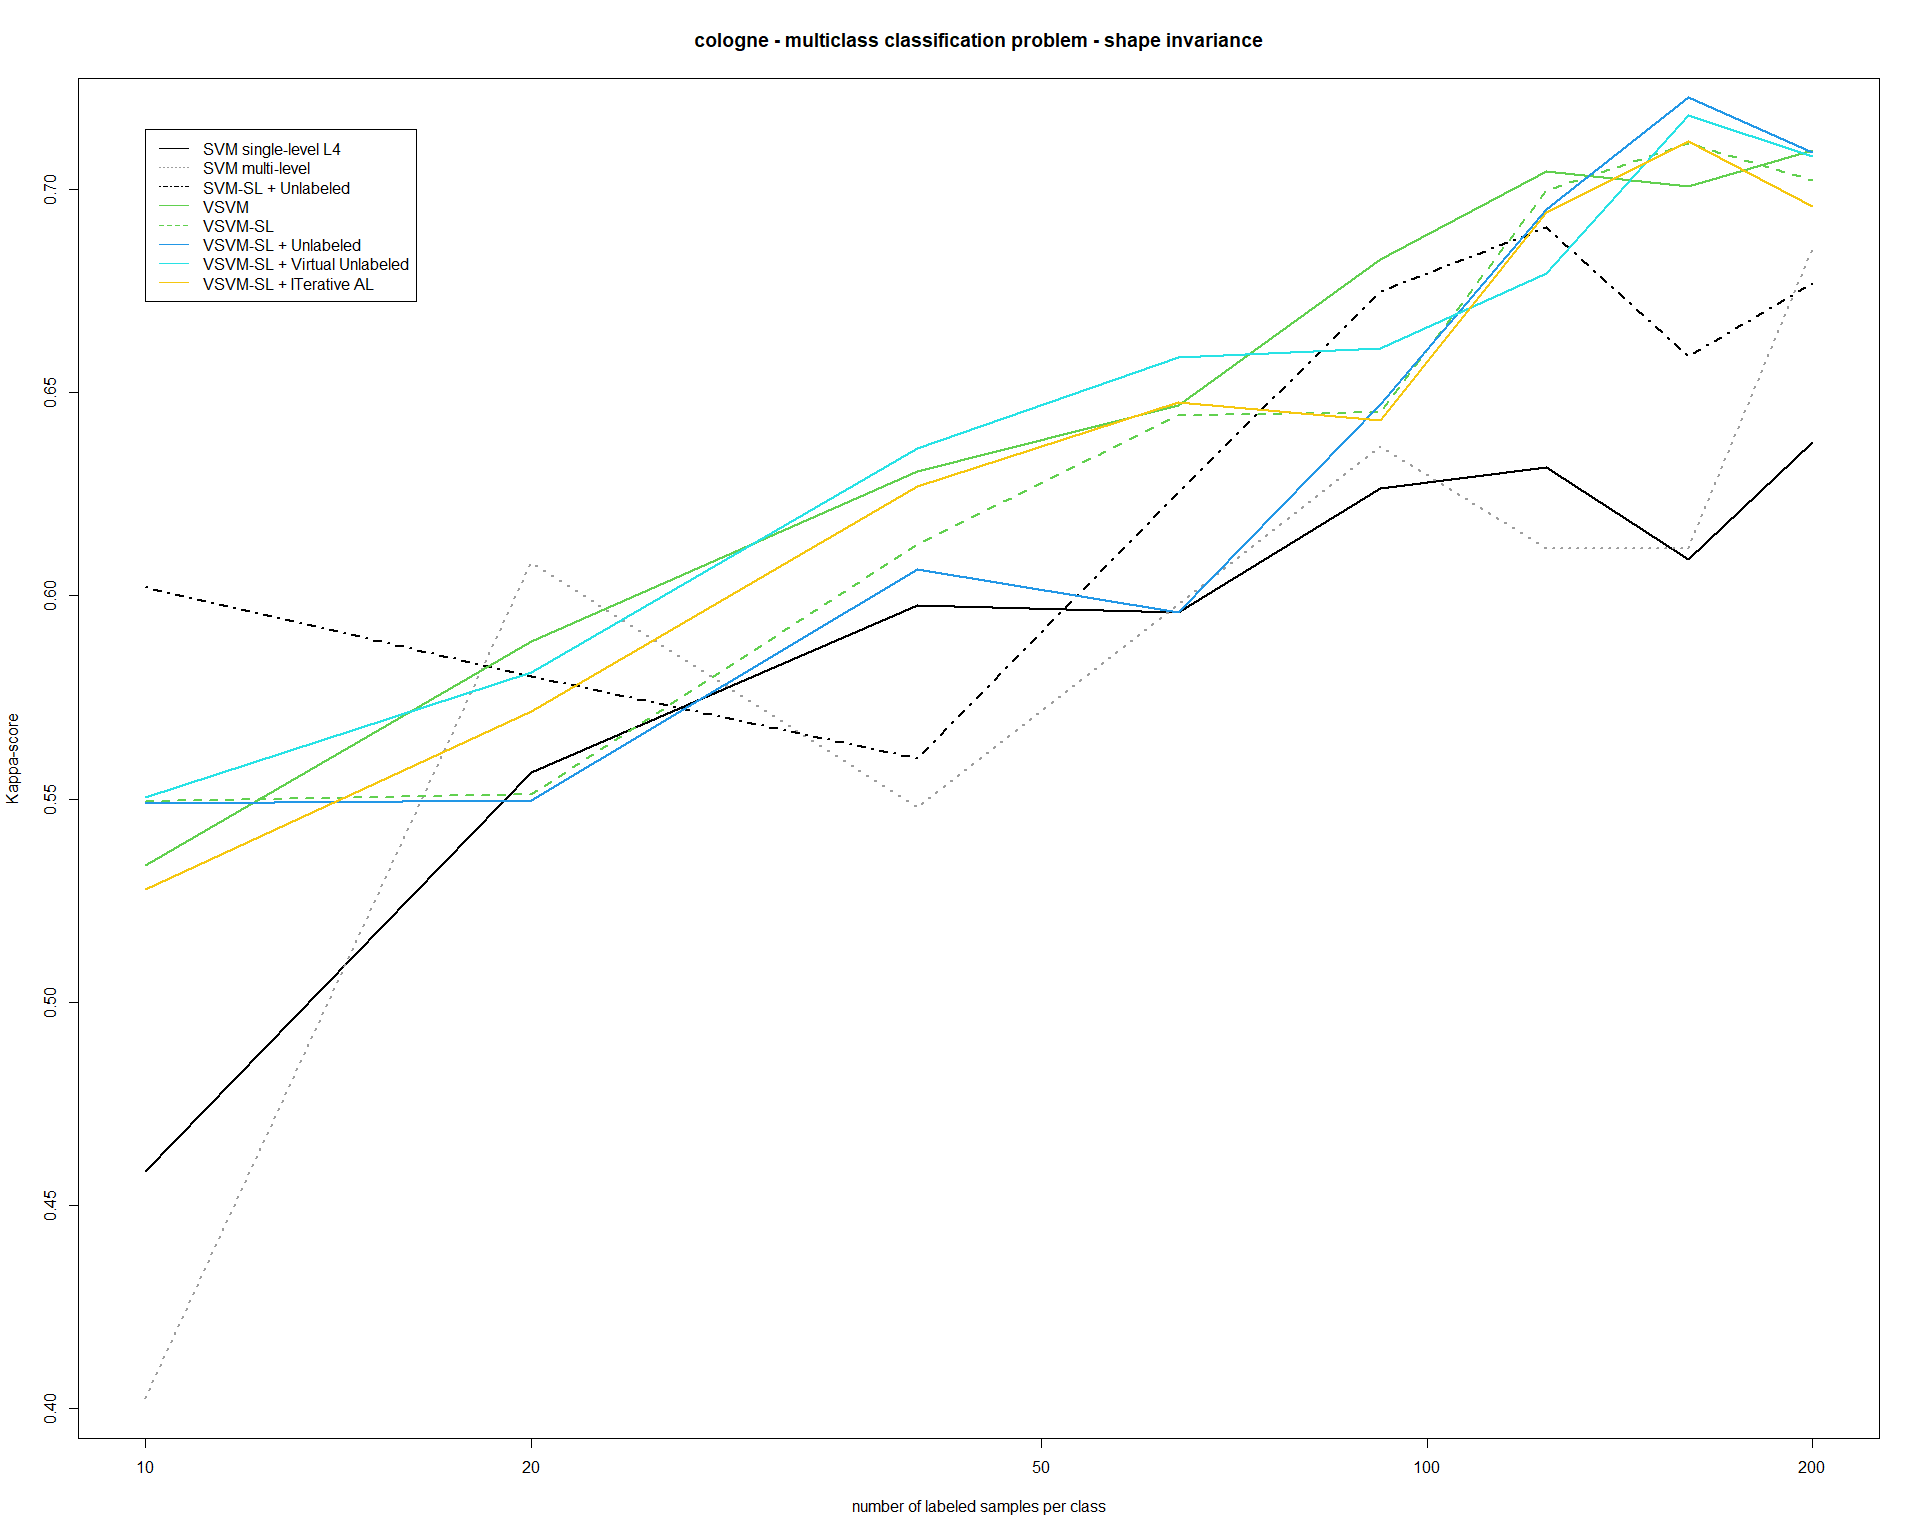 cologne - multiclass classification problem - shape invariance
SVM single-level L4
SVM multi-level
SVM-SL + Unlabeled
VSVM
VSVM-SL
VSVM-SL + Unlabeled
VSVM-SL + Virtual Unlabeled
VSVM-SL + ITerative AL
0.70
0.65
0.60
0.55
0.50
0.45
0.40
Kappa-score
10 20 50 100 200
number of labeled samples per class